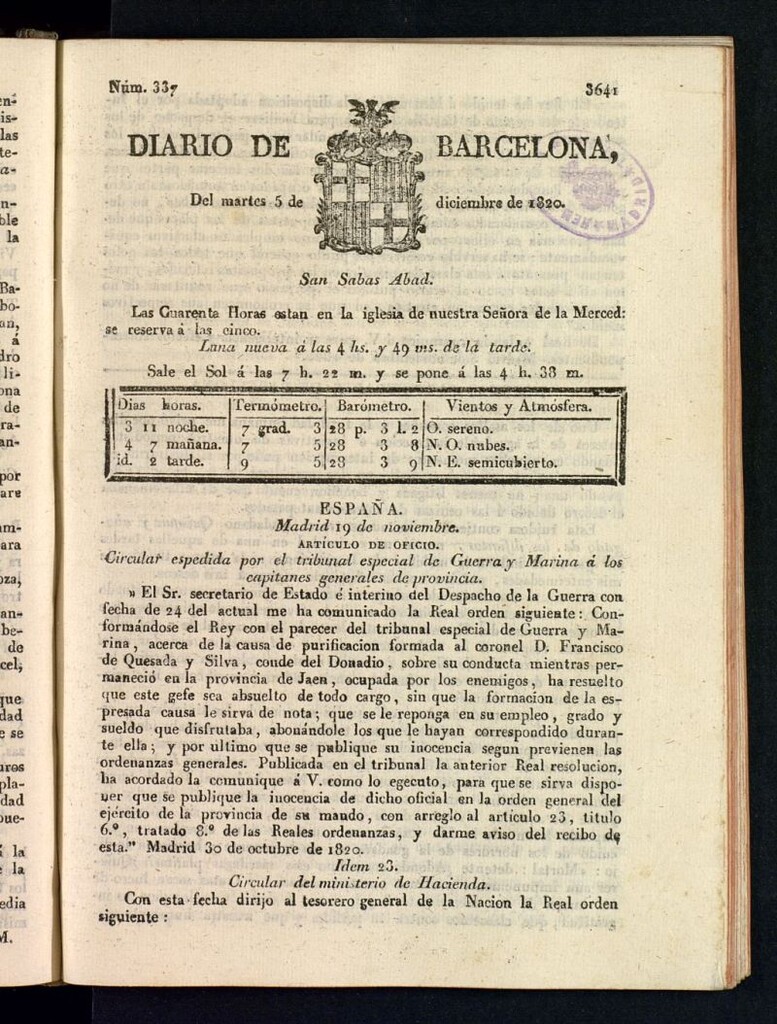 Núm. 337 3641
DIARIO DE BARCELONA,
Del martes 5 de diciembre de 1820.
San Sabas Abad.
Las Cuarenta Horas estan en la iglesia de nuestra Señora de la Merced:
se reserva á las cinco.
Luna nueva á las 4 hs. y 49 ms. de la tarde.
Sale el Sol á las 7 h. 22 m. y se pone á las 4 h. 38 m.
Dias horas. Termómetro. Barómetro. Vientos y Atmósfera.
3 11 noche. 7 grad. 3 28 p. 3 l. 2 O. sereno.
4 7 mañana. 7 5 28 3 8 N. O. nubes.
id. 2 tarde. 9 5 28 3 9 N. E. semicubierto.
ESPAÑA.
Madrid 19 de noviembre.
ARTÍCULO DE OFICIO.
Circular espedida por el tribunal especial de Guerra y Marina á los
capitanes generales de provincia.
» El Sr. secretario de Estado é interino del Despacho de la Guerra con
fecha de 24 del actual me ha comunicado la Real orden siguiente: Con-
formándose el Rey con el parecer del tribunal especial de Guerra y Ma-
rina, acerca de la causa de purificacion formada al coronel D. Francisco
de Quesada y Silva, conde del Donadio, sobre su conducta mientras per-
maneció en la provincia de Jaen, ocupada por los enemigos, ha resuelto
que este gefe sea absuelto de todo cargo, sin que la formacion de la es-
presada causa le sirva de nota; que se le reponga en su empleo, grado y
sueldo que disfrutaba, abonándole los que le hayan correspondido duran-
te ella; y por ultimo que se publique su inocencia segun previenen las
ordenanzas generales. Publicada en el tribunal la anterior Real resolucion,
ha acordado la comunique á V. como lo egecuto, para que se sirva dispo-
ner que se publique la inocencia de dicho oficial en la orden general del
ejército de la provincia de su mando, con arreglo al artículo 23, titulo
6.º, tratado 8.º de las Reales ordenanzas, y darme aviso del recibo de
esta." Madrid 30 de octubre de 1820.
Idem 23.
Circular del ministerio de Hacienda.
Con esta fecha dirijo al tesorero general de la Nacion la Real orden
siguiente: